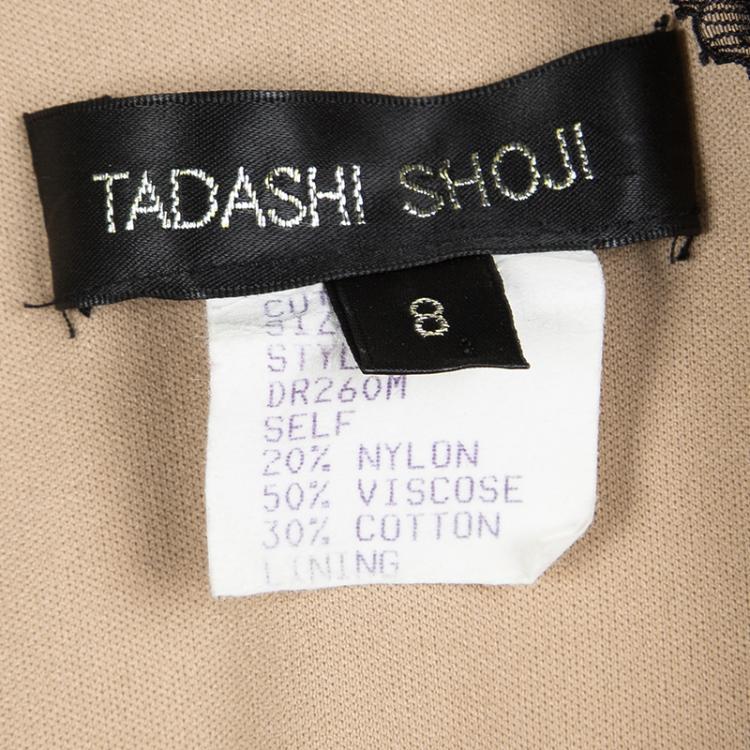 TADASHI SHOJI
8
DR260M
SELF
20% NYLON
50% VISCOSE
30% COTTON
LINING